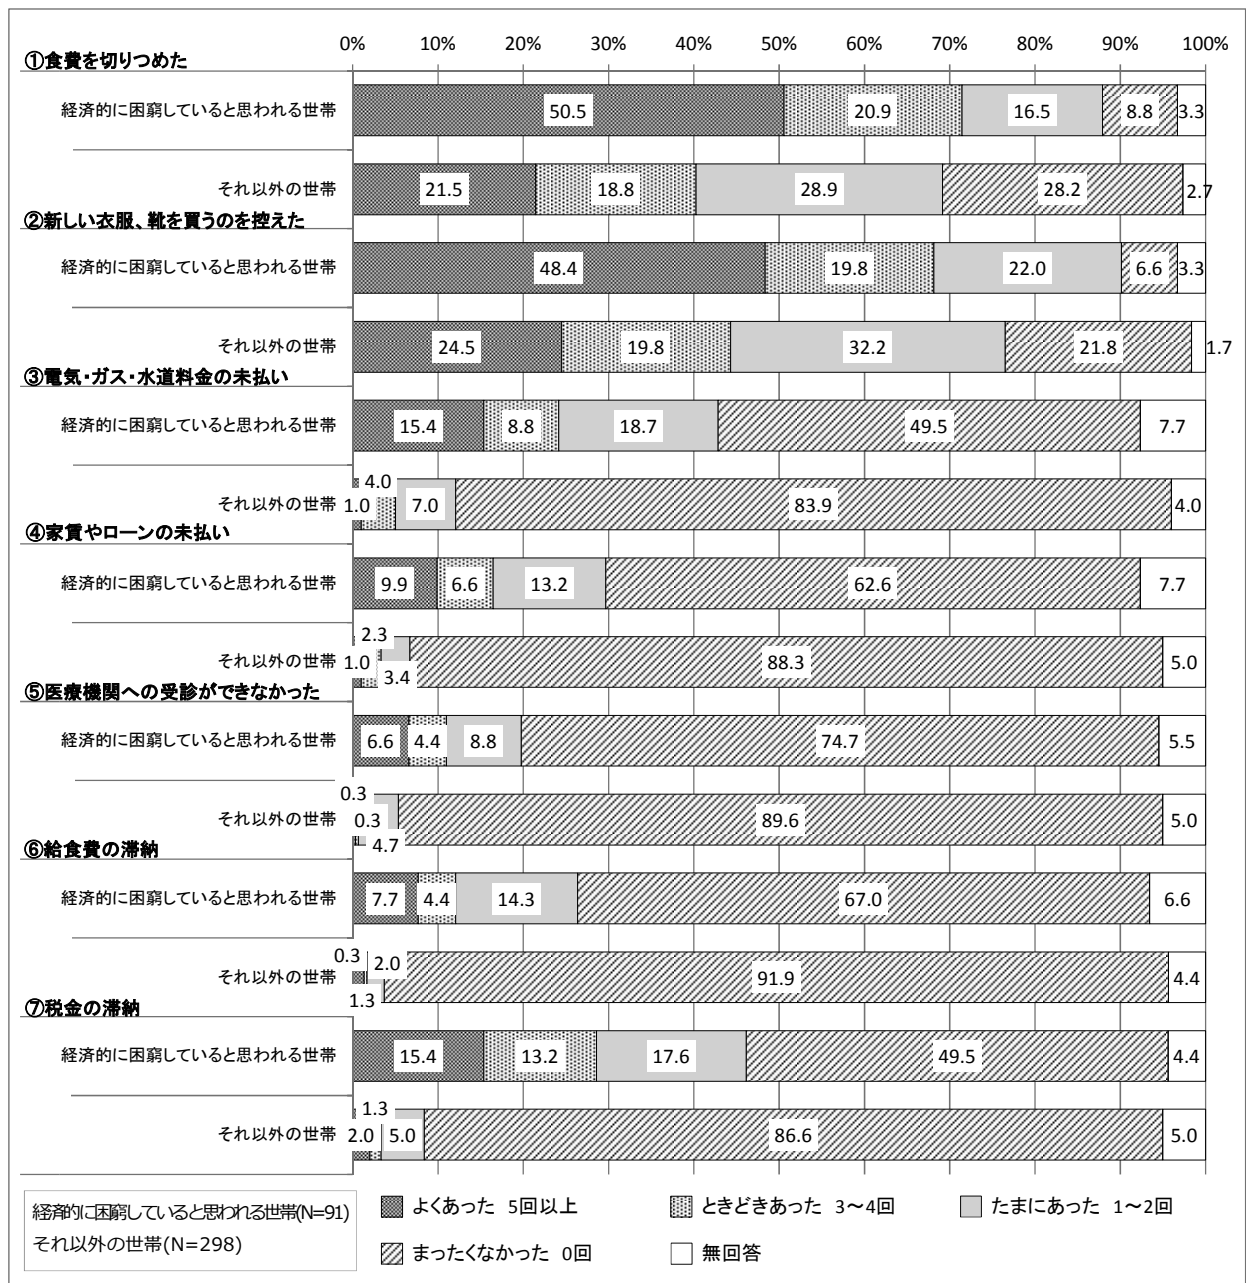 0% 10% 20% 30% 40% 50% 60% 70% 80% 90% 100%
①食費を切りつめた
経済的に困窮していると思われる世帯 50.5 20.9 16.5 8.8 3.3
それ以外の世帯 21.5 18.8 28.9 28.2 2.7
②新しい衣服、靴を買うのを控えた
経済的に困窮していると思われる世帯 48.4 19.8 22.0 6.6 3.3
それ以外の世帯 24.5 19.8 32.2 21.8 1.7
③電気・ガス・水道料金の未払い
経済的に困窮していると思われる世帯 15.4 8.8 18.7 49.5 7.7
それ以外の世帯 1.0 4.0 7.0 83.9 4.0
④家賃やローンの未払い
経済的に困窮していると思われる世帯 9.9 6.6 13.2 62.6 7.7
それ以外の世帯 1.0 2.3 3.4 88.3 5.0
⑤医療機関への受診ができなかった
経済的に困窮していると思われる世帯 6.6 4.4 8.8 74.7 5.5
それ以外の世帯 0.3 0.3 4.7 89.6 5.0
⑥給食費の滞納
経済的に困窮していると思われる世帯 7.7 4.4 14.3 67.0 6.6
それ以外の世帯 1.3 0.3 2.0 91.9 4.4
⑦税金の滞納
経済的に困窮していると思われる世帯 15.4 13.2 17.6 49.5 4.4
それ以外の世帯 2.0 1.3 5.0 86.6 5.0
経済的に困窮していると思われる世帯(N=91)
それ以外の世帯(N=298)
よくあった 5回以上 ときどきあった 3～4回 たまにあった 1～2回
まったくなかった 0回 無回答